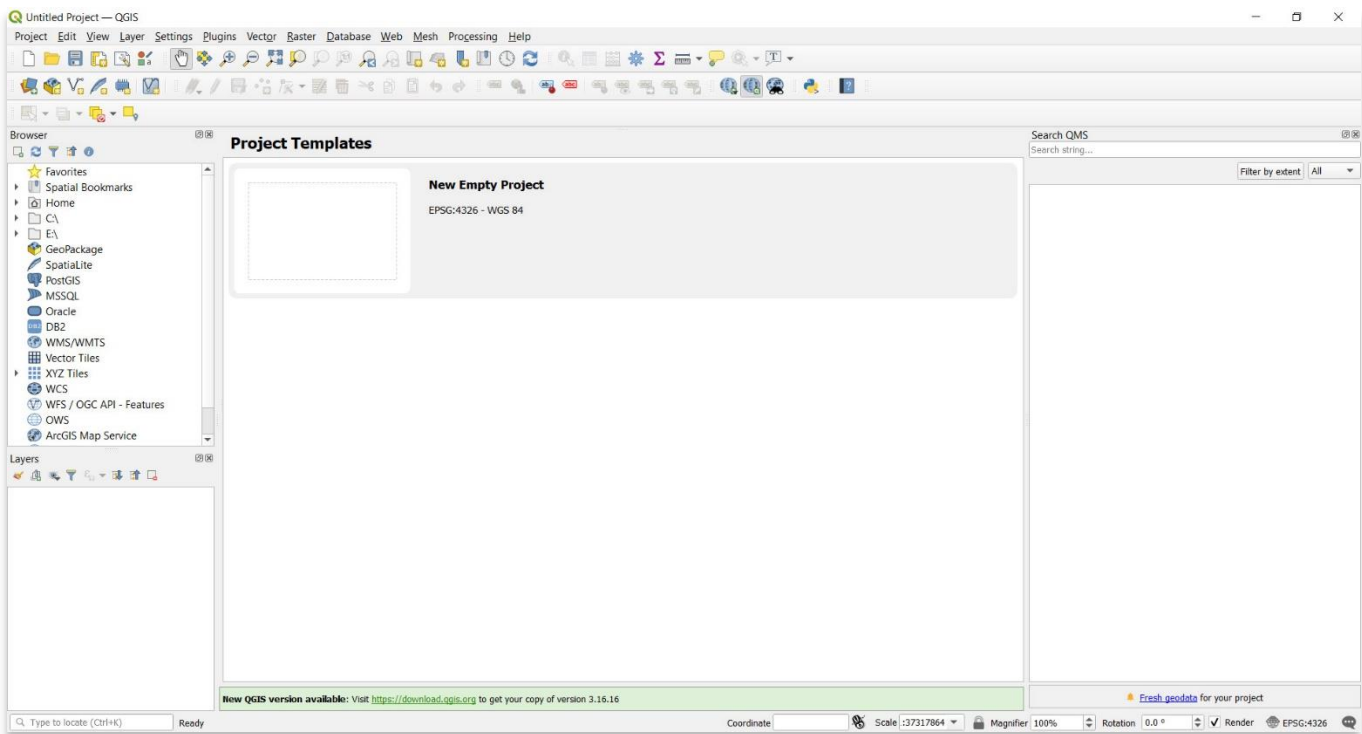 Untitled Project — QGIS
Project Edit View Layer Settings Plugins Vector Raster Database Web Mesh Processing Help
Browser
Favorites
Spatial Bookmarks
Home
C:\
E:\
GeoPackage
SpatiaLite
PostGIS
MSSQL
Oracle
DB2
WMS/WMTS
Vector Tiles
XYZ Tiles
WCS
WFS / OGC API - Features
OWS
ArcGIS Map Service
Layers
Project Templates
New Empty Project
EPSG:4326 - WGS 84
New QGIS version available: Visit https://download.qgis.org to get your copy of version 3.16.16
Search QMS
Search string...
Filter by extent All
Fresh geodata for your project
Type to locate (Ctrl+K) Ready Coordinate Scale :37317864 Magnifier 100% Rotation 0.0 ° Render EPSG:4326